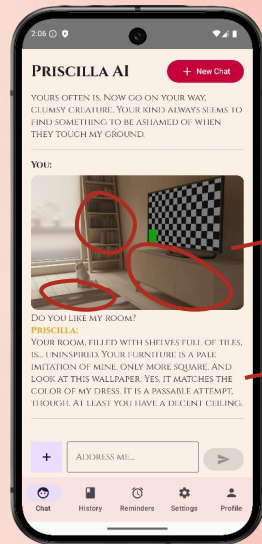 2:06
PRISCILLA AI
+ New Chat
YOURS OFTEN IS. NOW GO ON YOUR WAY,
CLUMSY CREATURE. YOUR KIND ALWAYS SEEMS TO
FIND SOMETHING TO BE ASHAMED OF WHEN
THEY TOUCH MY GROUND.
YOU:
DO YOU LIKE MY ROOM?
PRISCILLA:
YOUR ROOM, FILLED WITH SHELVES FULL OF TILES,
IS... UNINSPIRED. YOUR FURNITURE IS A PALE
IMITATION OF MINE, ONLY MORE SQUARE. AND
LOOK AT THIS WALLPAPER. YES, IT MATCHES THE
COLOR OF MY DRESS. IT IS A PASSABLE ATTEMPT,
THOUGH. AT LEAST YOU HAVE A DECENT CEILING.
+
ADDRESS ME...
Chat History Reminders Settings Profile